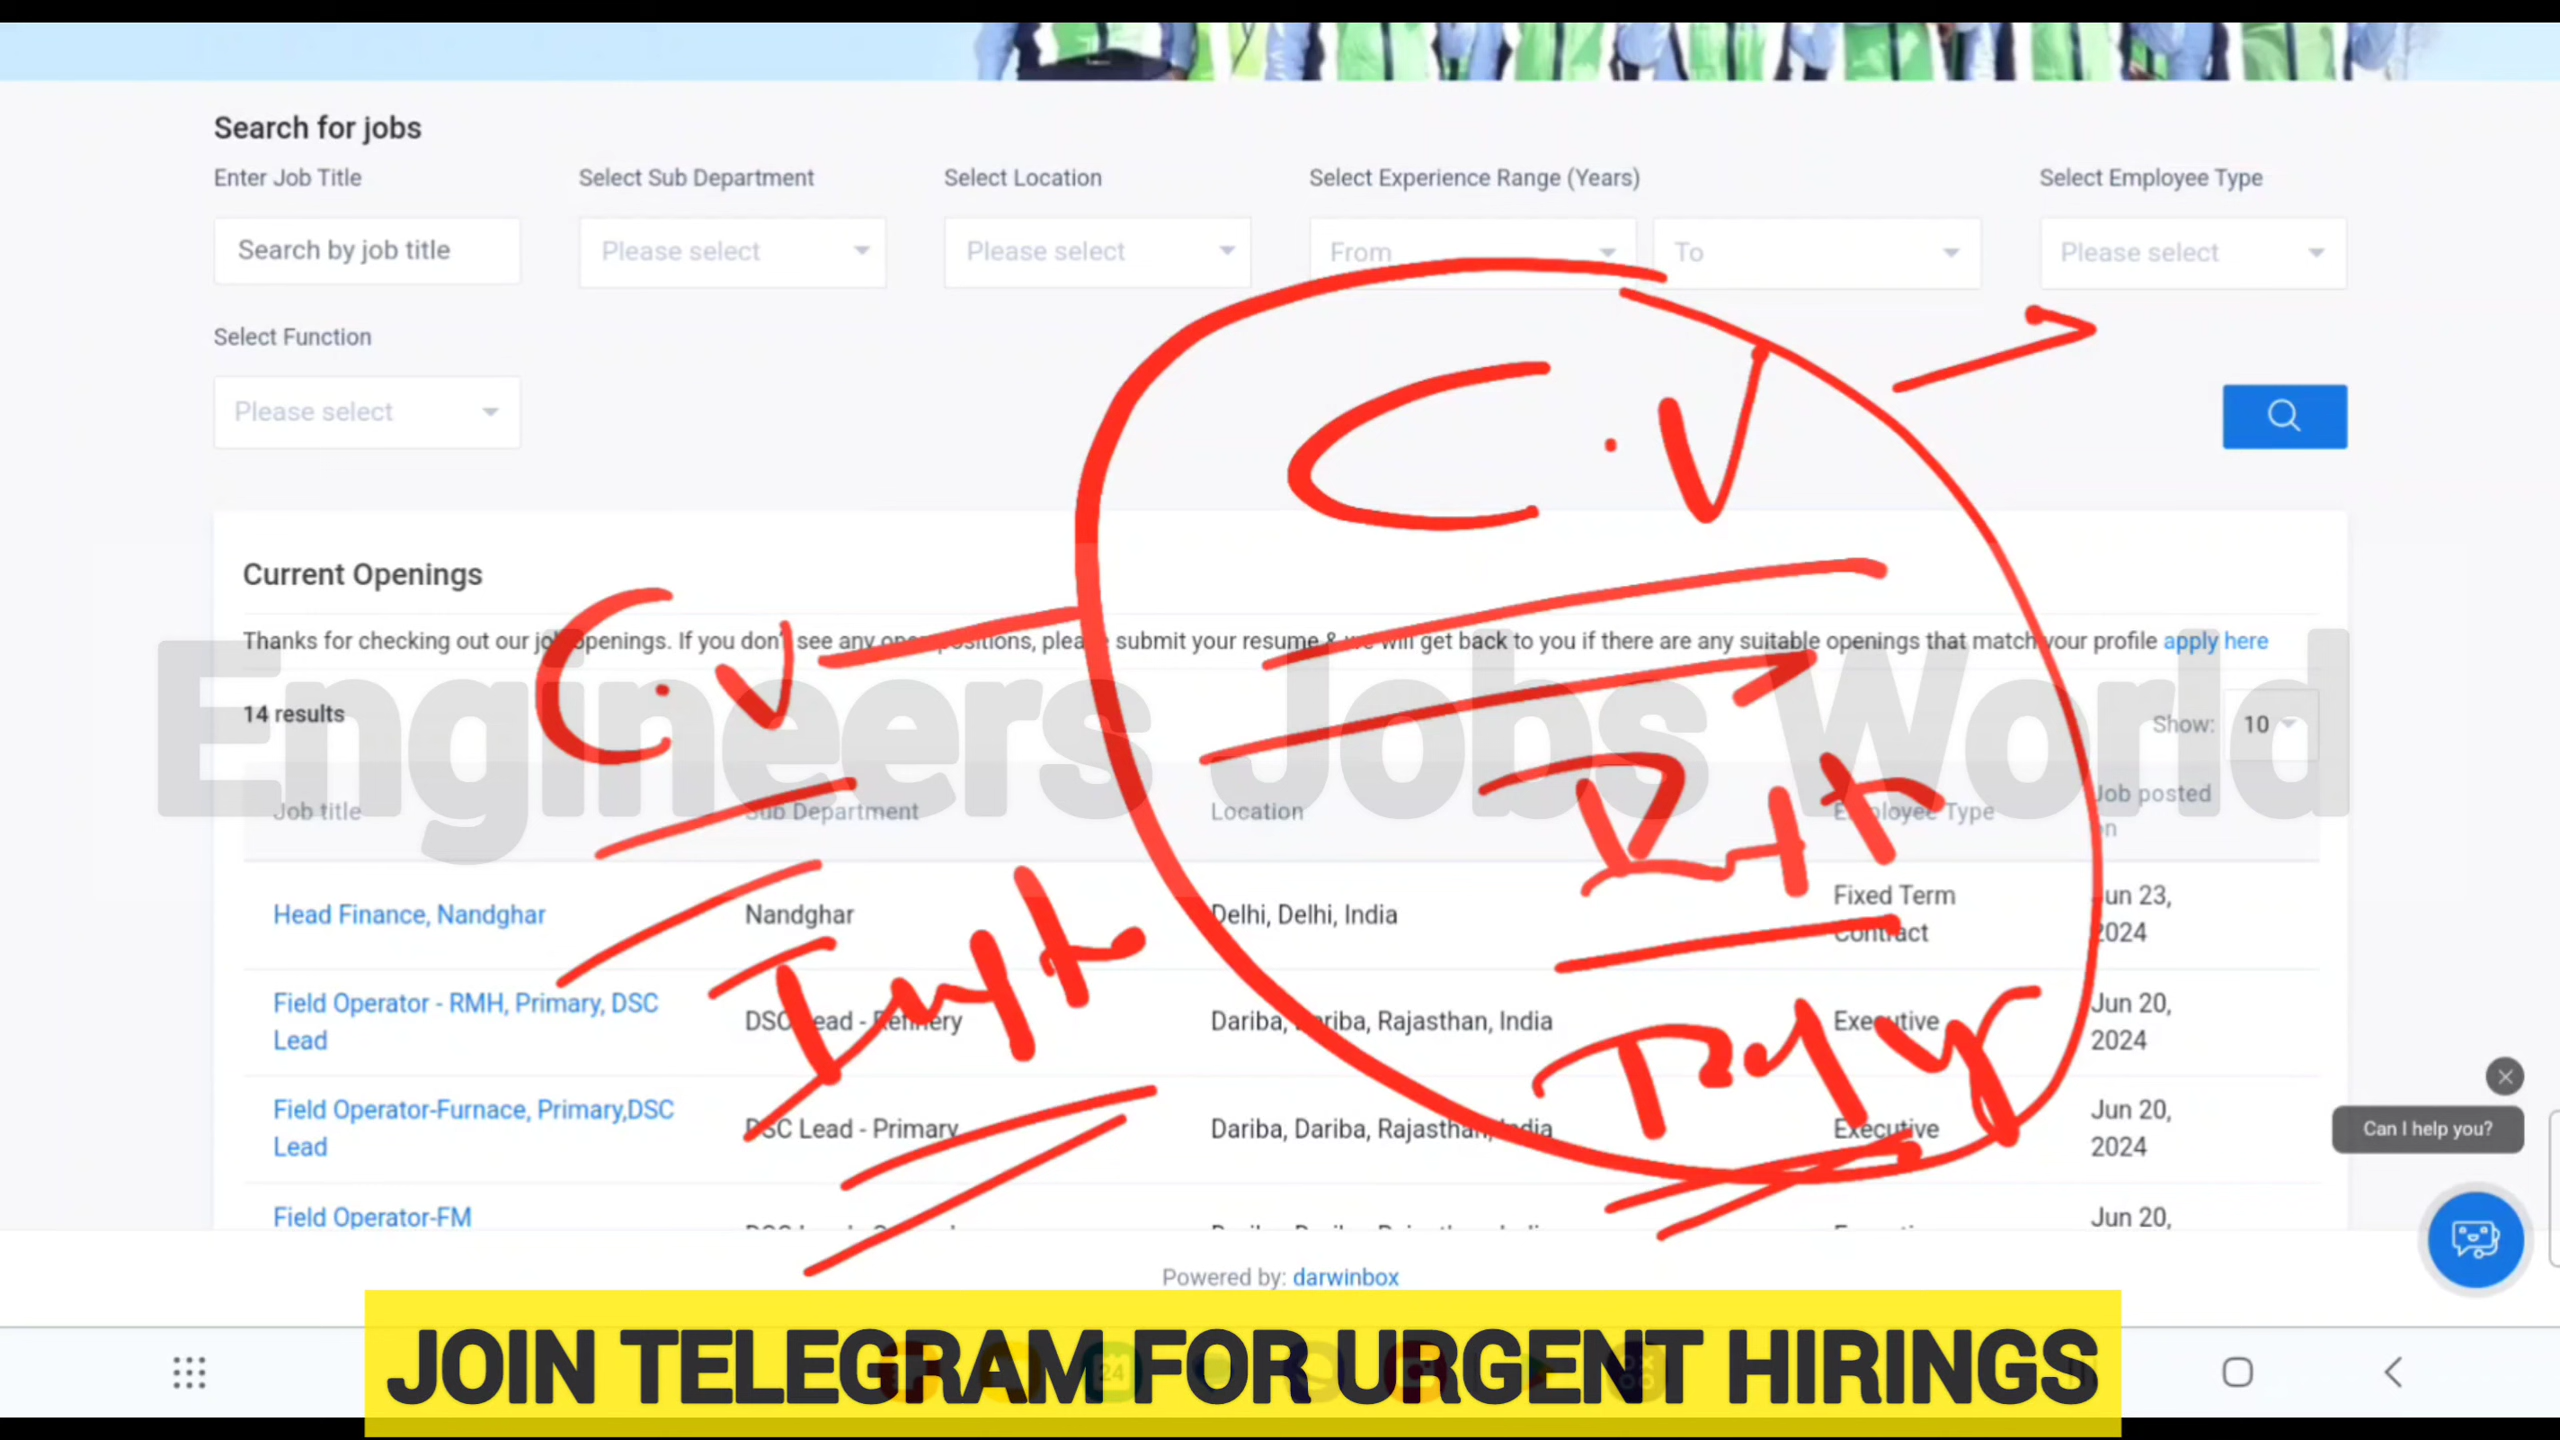 Search for jobs
Enter Job Title Select Sub Department Select Location Select Experience Range (Years) Select Employee Type
Search by job title Please select Please select From To Please select
Select Function
Please select
C.V
Current Openings
C.V
Thanks for checking out our job openings. If you don't see any open positions, please submit your resume & we will get back to you if there are any suitable openings that match your profile apply here
Engineers Jobs World
14 results Show: 10
Job title Sub Department Location Employee Type Job posted on
Head Finance, Nandghar Nandghar Delhi, Delhi, India Fixed Term Contract Jun 23, 2024
Field Operator - RMH, Primary, DSC Lead DSC Lead - Refinery Dariba, Dariba, Rajasthan, India Executive Jun 20, 2024
Field Operator-Furnace, Primary,DSC Lead DSC Lead - Primary Dariba, Dariba, Rajasthan, India Executive Jun 20, 2024
Can I help you?
Field Operator-FM Jun 20,
Powered by: darwinbox
JOIN TELEGRAM FOR URGENT HIRINGS